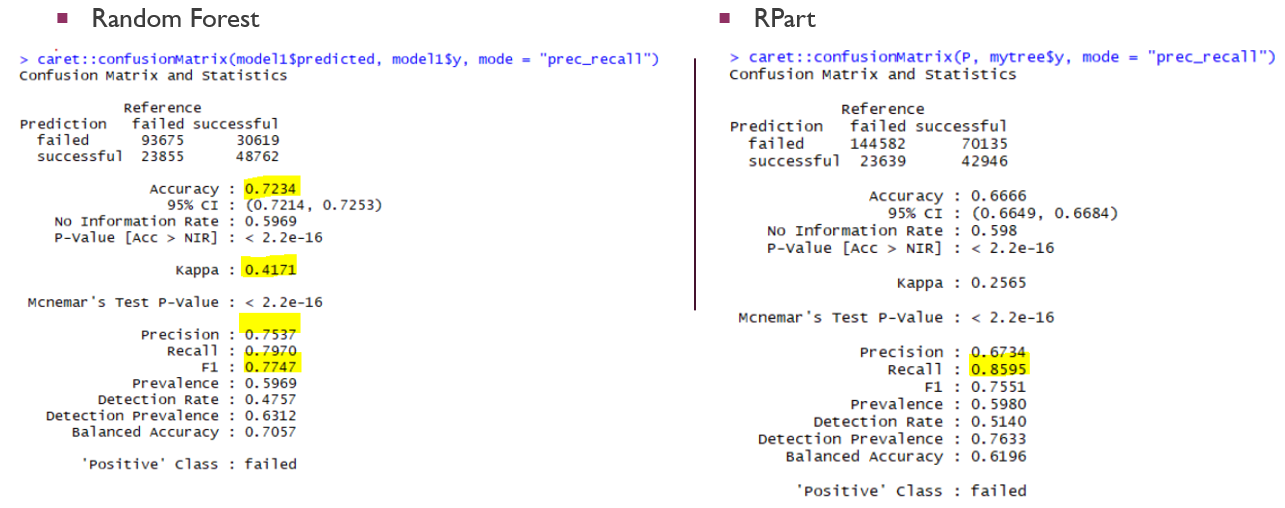 ▪ Random Forest
> caret::confusionMatrix(model1$predicted, model1$y, mode = "prec_recall")
Confusion Matrix and Statistics
Reference
Prediction failed successful
failed 93675 30619
successful 23855 48762
Accuracy : 0.7234
95% CI : (0.7214, 0.7253)
No Information Rate : 0.5969
P-Value [Acc > NIR] : < 2.2e-16
Kappa : 0.4171
Mcnemar's Test P-Value : < 2.2e-16
Precision : 0.7537
Recall : 0.7970
F1 : 0.7747
Prevalence : 0.5969
Detection Rate : 0.4757
Detection Prevalence : 0.6312
Balanced Accuracy : 0.7057
'Positive' Class : failed
▪ RPart
> caret::confusionMatrix(P, mytree$y, mode = "prec_recall")
Confusion Matrix and Statistics
Reference
Prediction failed successful
failed 144582 70135
successful 23639 42946
Accuracy : 0.6666
95% CI : (0.6649, 0.6684)
No Information Rate : 0.598
P-Value [Acc > NIR] : < 2.2e-16
Kappa : 0.2565
Mcnemar's Test P-Value : < 2.2e-16
Precision : 0.6734
Recall : 0.8595
F1 : 0.7551
Prevalence : 0.5980
Detection Rate : 0.5140
Detection Prevalence : 0.7633
Balanced Accuracy : 0.6196
'Positive' Class : failed